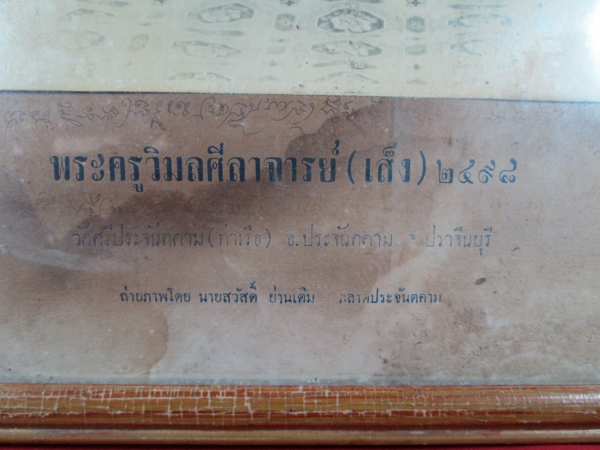 พระครูวิมลศีลาจารย์ (เส็ง) ๒๔๙๘
วัดศรีประจันตคาม (ท่าเรือ) อ.ประจันตคาม จ.ปราจีนบุรี
ถ่ายภาพโดย นายสวัสดิ์ ย่านเดิม ตลาดประจันตคาม